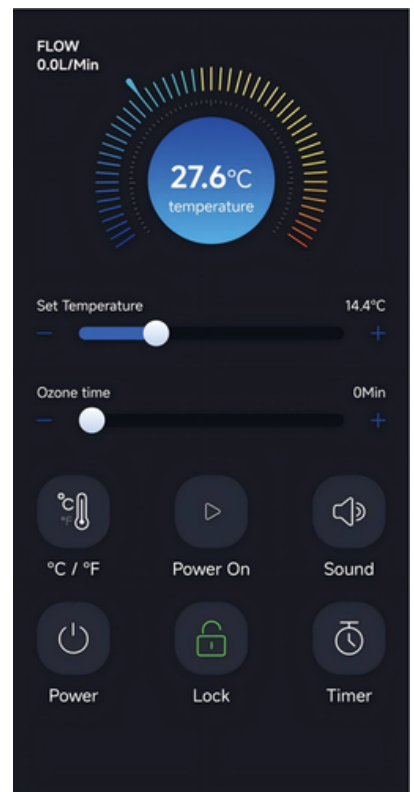 FLOW
0.0L/Min
27.6°C
temperature
Set Temperature 14.4°C
− +
Ozone time 0Min
− +
°C
°F
°C / °F Power On Sound
Power Lock Timer